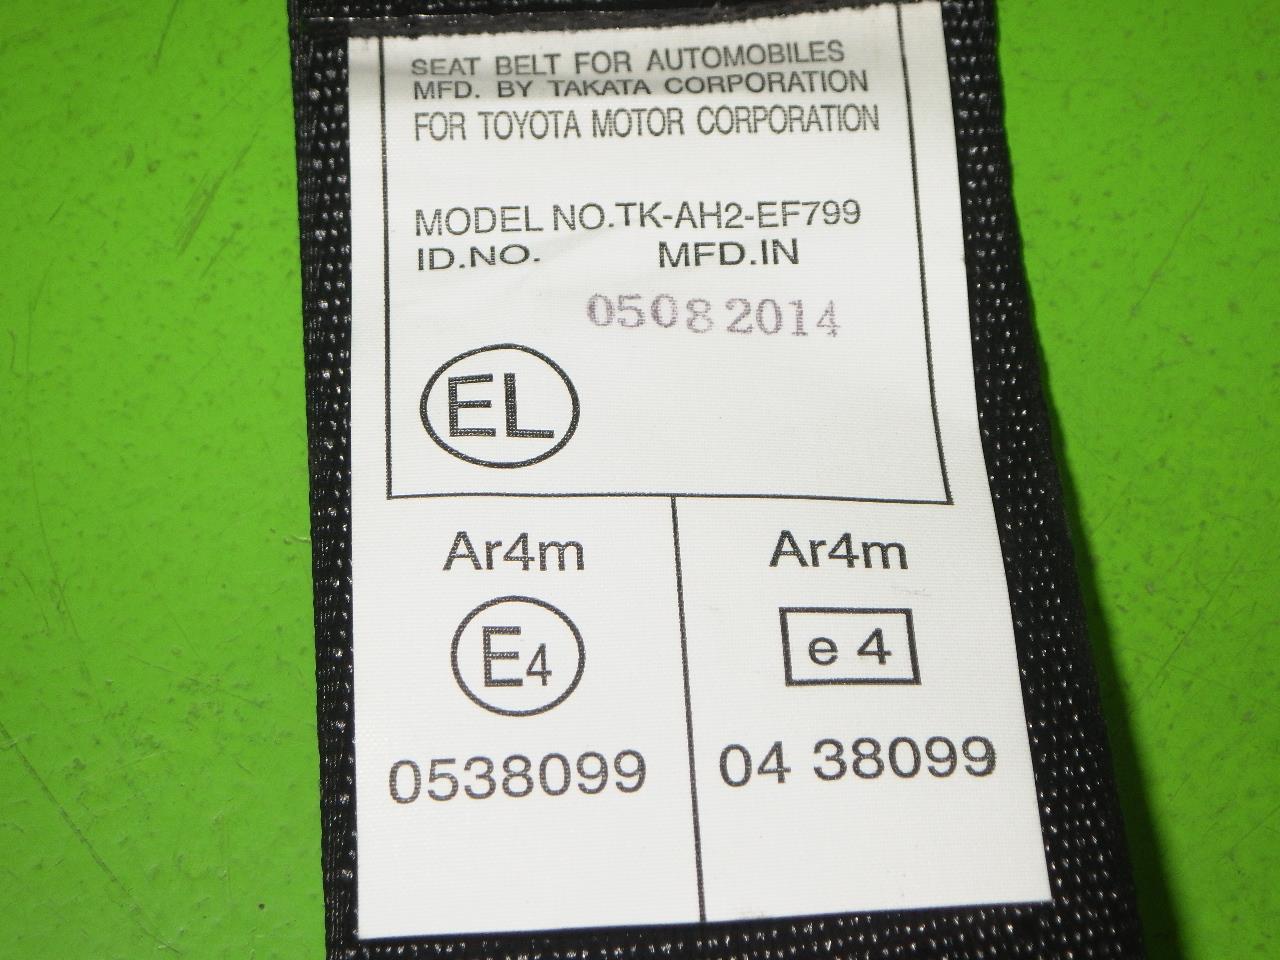 SEAT BELT FOR AUTOMOBILES
MFD. BY TAKATA CORPORATION
FOR TOYOTA MOTOR CORPORATION
MODEL NO.TK-AH2-EF799
ID.NO. MFD.IN
0508 2014
EL
Ar4m
E4
0538099
Ar4m
e 4
04 38099